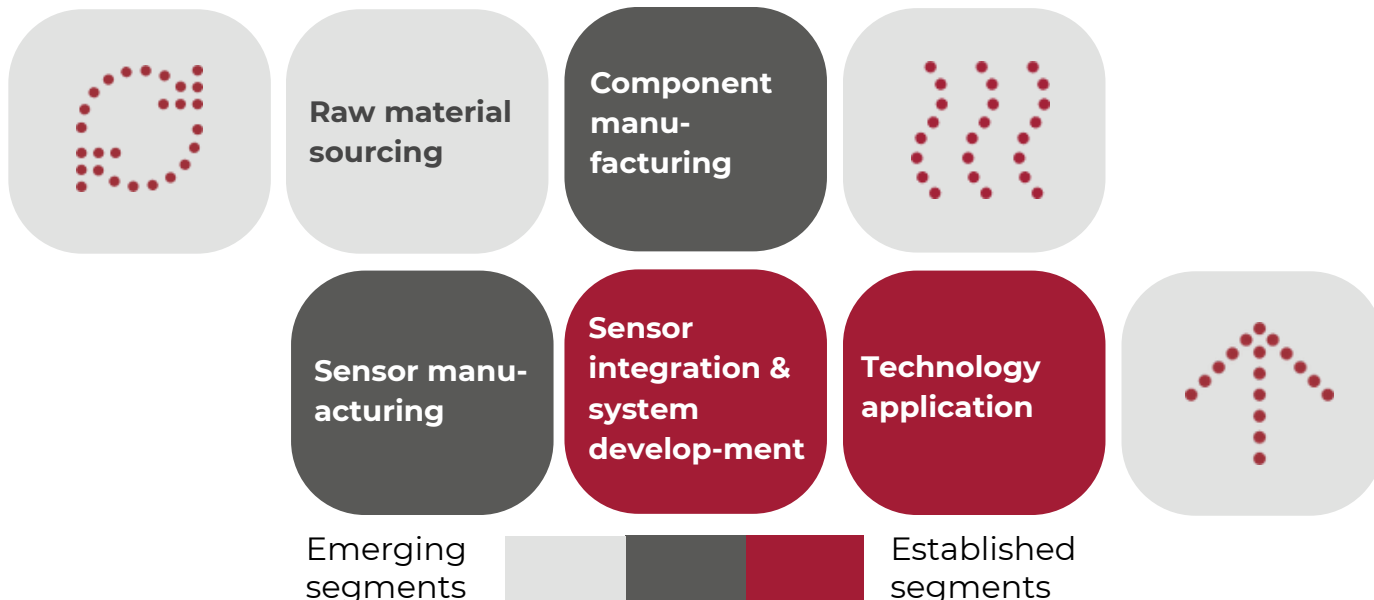 Raw material
sourcing
Component
manu-
facturing
Sensor manu-
acturing
Sensor
integration &
system
develop-ment
Technology
application
Emerging
segments
Established
segments